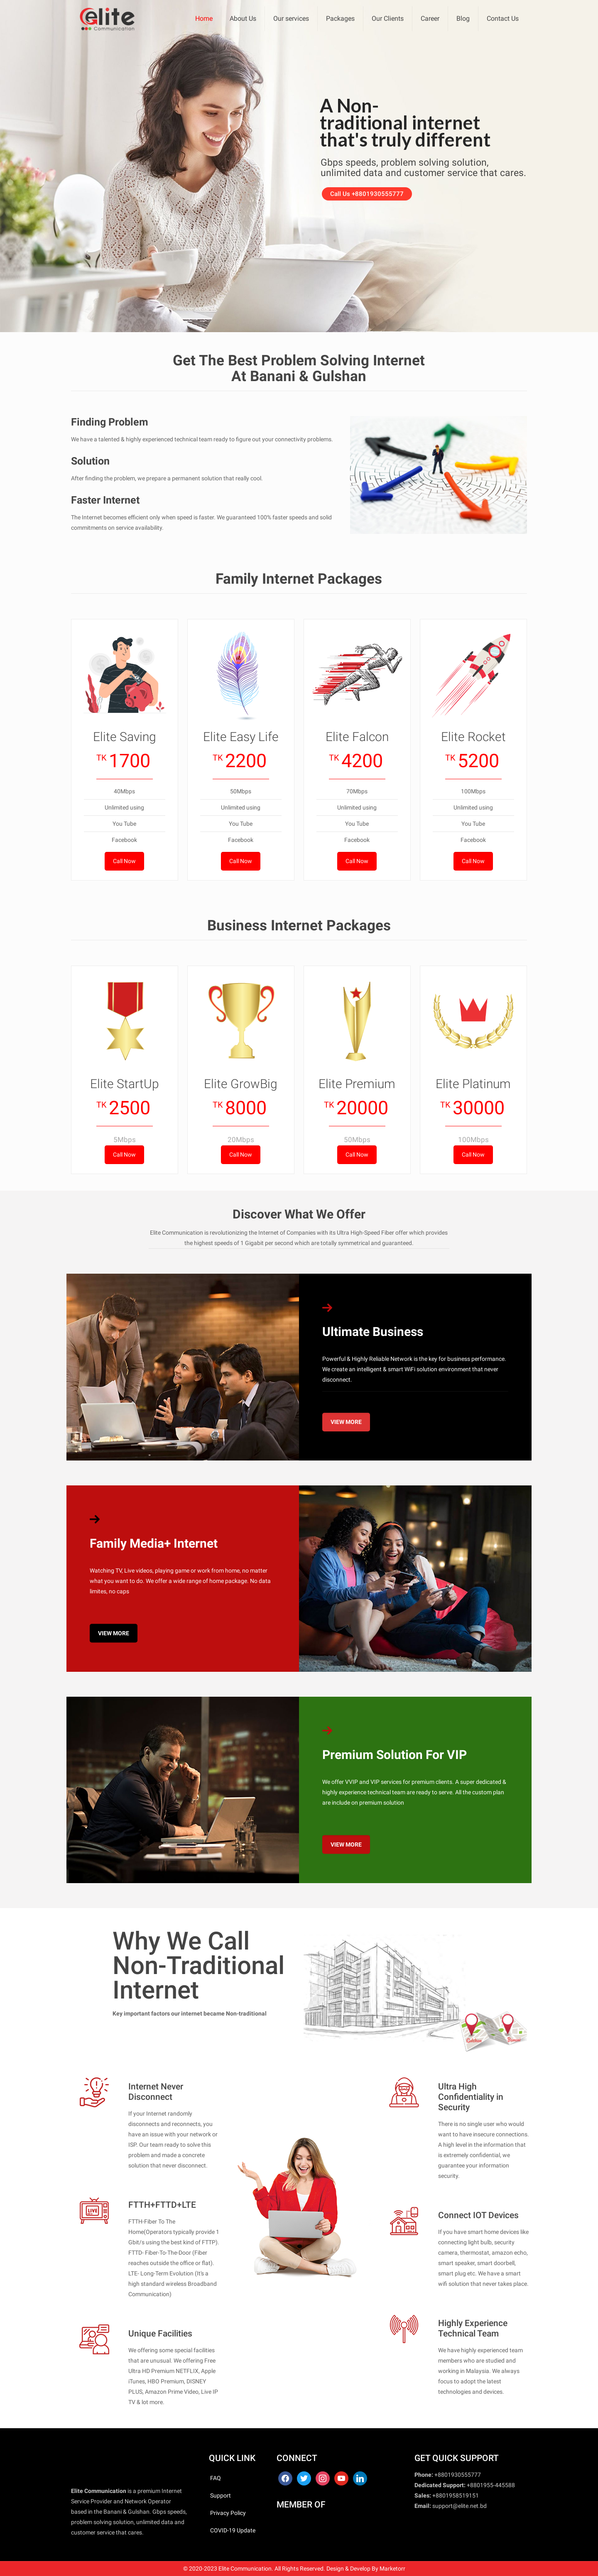 elite
Communication
Home
About Us
Our services
Packages
Our Clients
Career
Blog
Contact Us
A Non-
traditional internet
that's truly different
Gbps speeds, problem solving solution,
unlimited data and customer service that cares.
Call Us +8801930555777
Get The Best Problem Solving Internet
At Banani & Gulshan
Finding Problem
We have a talented & highly experienced technical team ready to figure out your connectivity problems.
Solution
After finding the problem, we prepare a permanent solution that really cool.
Faster Internet
The Internet becomes efficient only when speed is faster. We guaranteed 100% faster speeds and solid
commitments on service availability.
Family Internet Packages
Elite Saving
TK 1700
40Mbps
Unlimited using
You Tube
Facebook
Call Now
Elite Easy Life
TK 2200
50Mbps
Unlimited using
You Tube
Facebook
Call Now
Elite Falcon
TK 4200
70Mbps
Unlimited using
You Tube
Facebook
Call Now
Elite Rocket
TK 5200
100Mbps
Unlimited using
You Tube
Facebook
Call Now
Business Internet Packages
Elite StartUp
TK 2500
5Mbps
Call Now
Elite GrowBig
TK 8000
20Mbps
Call Now
Elite Premium
TK 20000
50Mbps
Call Now
Elite Platinum
TK 30000
100Mbps
Call Now
Discover What We Offer
Elite Communication is revolutionizing the Internet of Companies with its Ultra High-Speed Fiber offer which provides
the highest speeds of 1 Gigabit per second which are totally symmetrical and guaranteed.
Ultimate Business
Powerful & Highly Reliable Network is the key for business performance.
We create an intelligent & smart WiFi solution environment that never
disconnect.
VIEW MORE
Family Media+ Internet
Watching TV, Live videos, playing game or work from home, no matter
what you want to do. We offer a wide range of home package. No data
limites, no caps
VIEW MORE
Premium Solution For VIP
We offer VVIP and VIP services for premium clients. A super dedicated &
highly experience technical team are ready to serve. All the custom plan
are include on premium solution
VIEW MORE
Why We Call
Non-Traditional
Internet
Key important factors our internet became Non-traditional
Internet Never
Disconnect
If your Internet randomly
disconnects and reconnects, you
have an issue with your network or
ISP. Our team ready to solve this
problem and made a concrete
solution that never disconnect.
LIVE
FTTH+FTTD+LTE
FTTH-Fiber To The
Home(Operators typically provide 1
Gbit/s using the best kind of FTTP).
FTTD- Fiber-To-The-Door (Fiber
reaches outside the office or flat).
LTE- Long-Term Evolution (It's a
high standard wireless Broadband
Communication)
Unique Facilities
We offering some special facilities
that are unusual. We offering Free
Ultra HD Premium NETFLIX, Apple
iTunes, HBO Premium, DISNEY
PLUS, Amazon Prime Video, Live IP
TV & lot more.
Ultra High
Confidentiality in
Security
There is no single user who would
want to have insecure connections.
A high level in the information that
is extremely confidential, we
guarantee your information
security.
Connect IOT Devices
If you have smart home devices like
connecting light bulb, security
camera, thermostat, amazon echo,
smart speaker, smart doorbell,
smart plug etc. We have a smart
wifi solution that never takes place.
Highly Experience
Technical Team
We have highly experienced team
members who are studied and
working in Malaysia. We always
focus to adopt the latest
technologies and devices.
Elite Communication is a premium Internet
Service Provider and Network Operator
based in the Banani & Gulshan. Gbps speeds,
problem solving solution, unlimited data and
customer service that cares.
QUICK LINK
FAQ
Support
Privacy Policy
COVID-19 Update
CONNECT
MEMBER OF
GET QUICK SUPPORT
Phone: +8801930555777
Dedicated Support: +8801955-445588
Sales: +8801958519151
Email: support@elite.net.bd
© 2020-2023 Elite Communication. All Rights Reserved. Design & Develop By Marketorr